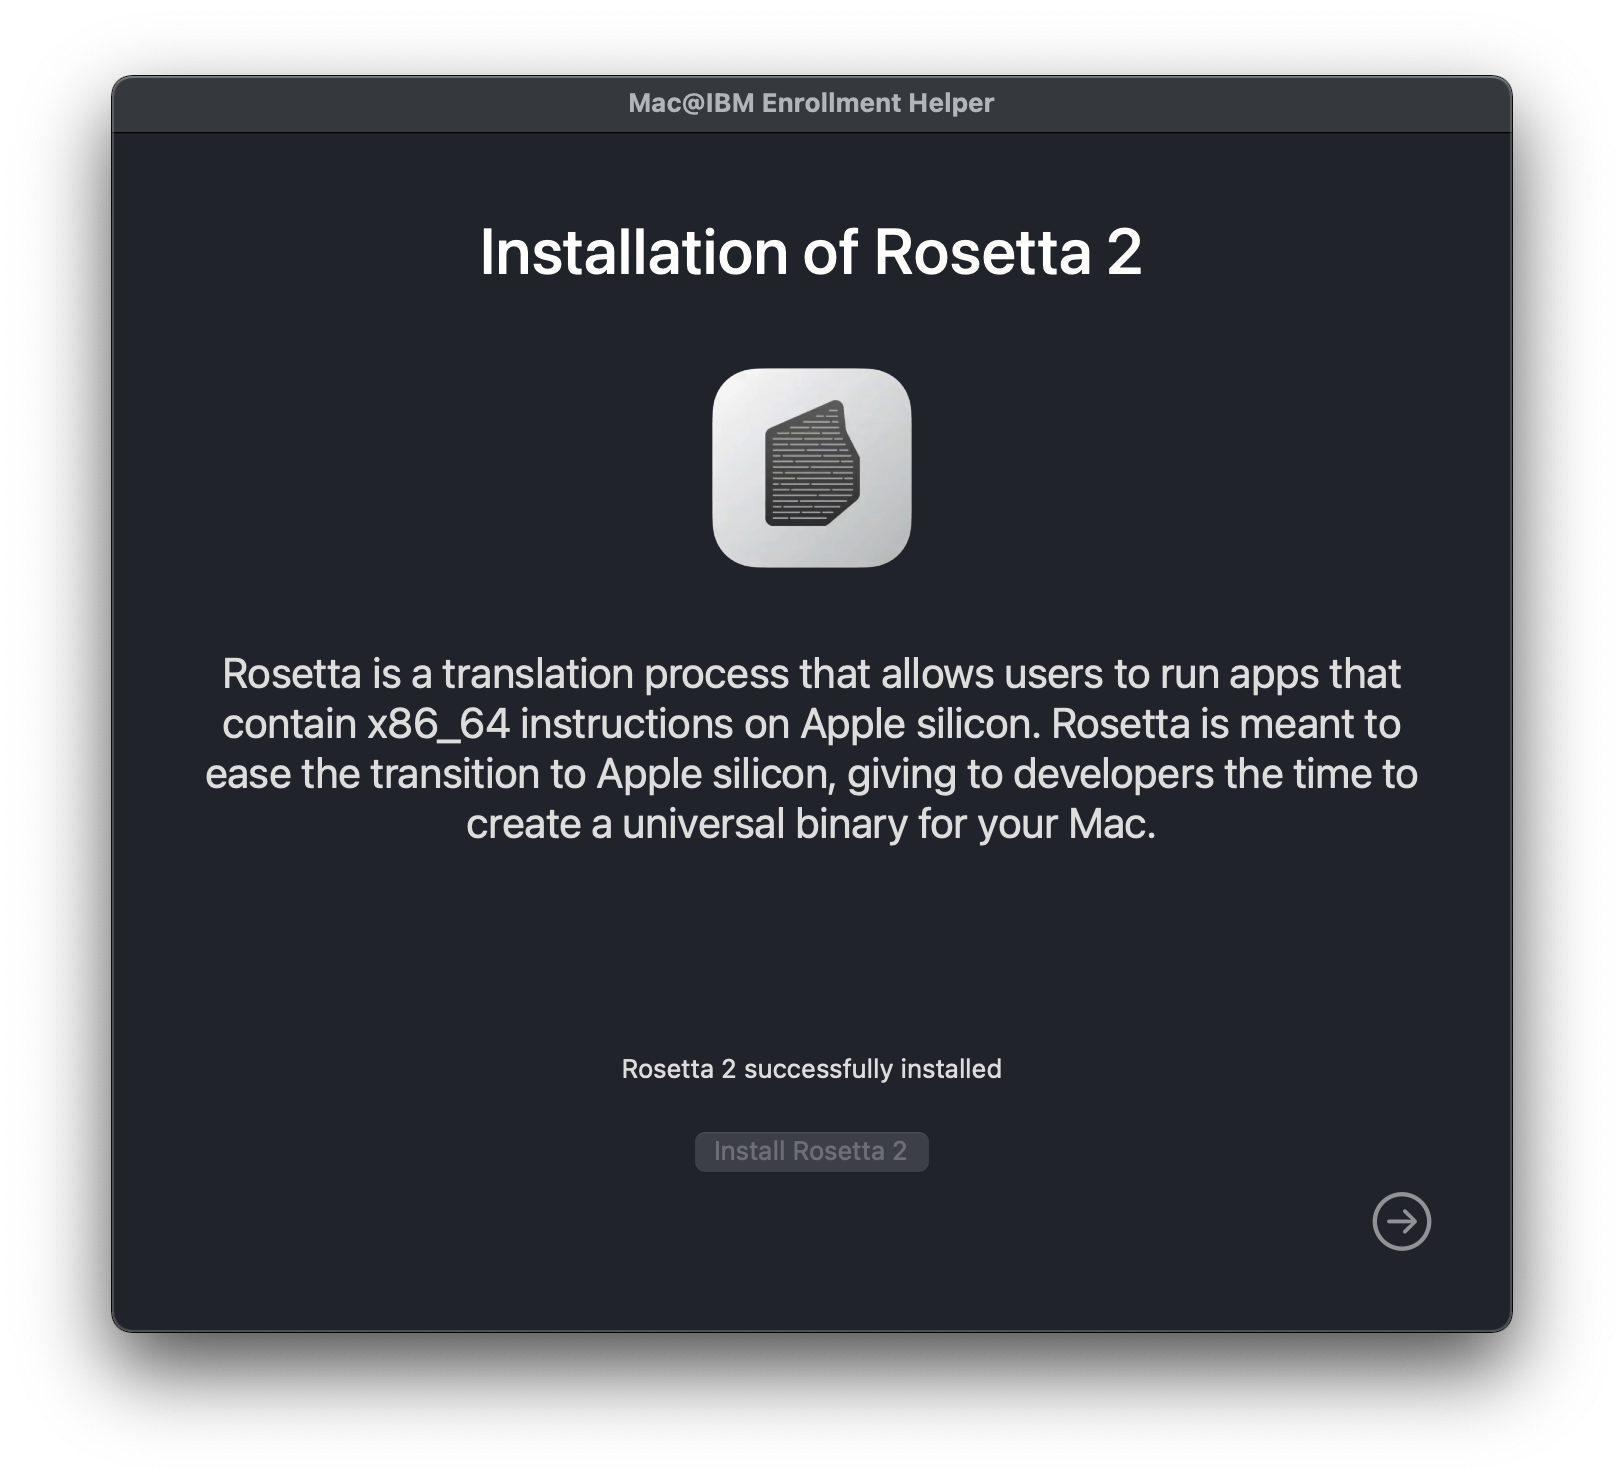 Mac@IBM Enrollment Helper
Installation of Rosetta 2
Rosetta is a translation process that allows users to run apps that
contain x86_64 instructions on Apple silicon. Rosetta is meant to
ease the transition to Apple silicon, giving to developers the time to
create a universal binary for your Mac.
Rosetta 2 successfully installed
Install Rosetta 2